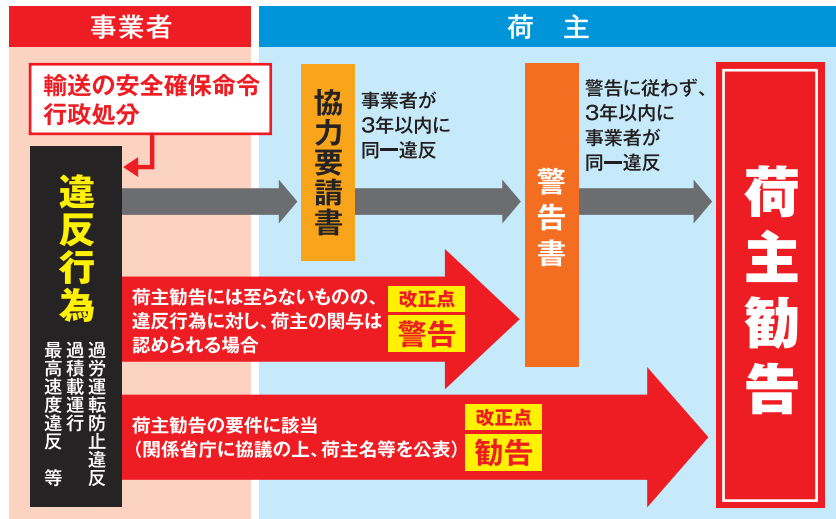 事業者
荷 主
輸送の安全確保命令
行政処分
違反行為
過労運転防止違反
過積載運行
最高速度違反 等
協力要請書
事業者が
3年以内に
同一違反
警告書
警告に従わず、
3年以内に
事業者が
同一違反
荷主勧告
荷主勧告には至らないものの、
違反行為に対し、荷主の関与は
認められる場合
改正点
警告
荷主勧告の要件に該当
（関係省庁に協議の上、荷主名等を公表）
改正点
勧告